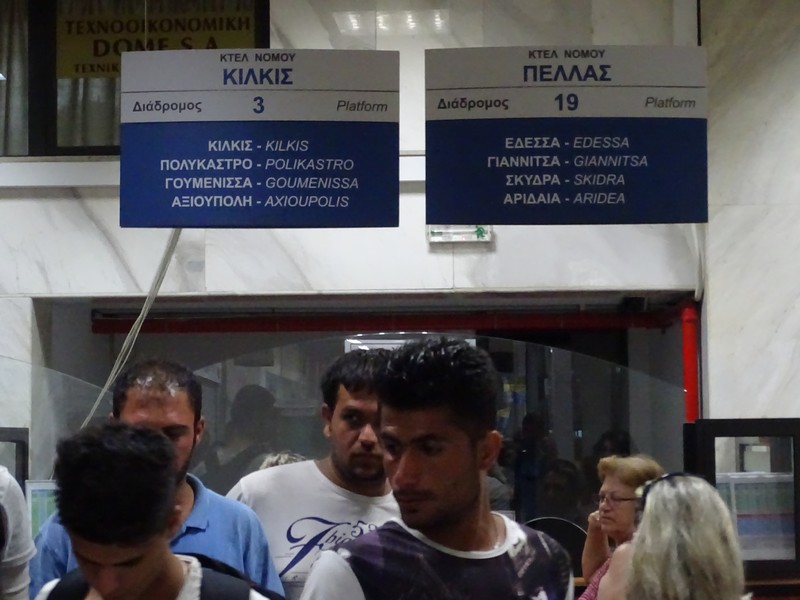 ΤΕΧΝΟΟΙΚΟΝΟΜΙΚΗ
DOME S.A
ΤΕΧΝΙΚ
ΚΤΕΛ ΝΟΜΟΥ
ΚΙΛΚΙΣ
Διάδρομος 3 Platform
ΚΙΛΚΙΣ - KILKIS
ΠΟΛΥΚΑΣΤΡΟ - POLIKASTRO
ΓΟΥΜΕΝΙΣΣΑ - GOUMENISSA
ΑΞΙΟΥΠΟΛΗ - AXIOUPOLIS
ΚΤΕΛ ΝΟΜΟΥ
ΠΕΛΛΑΣ
Διάδρομος 19 Platform
ΕΔΕΣΣΑ - EDESSA
ΓΙΑΝΝΙΤΣΑ - GIANNITSA
ΣΚΥΔΡΑ - SKIDRA
ΑΡΙΔΑΙΑ - ARIDEA